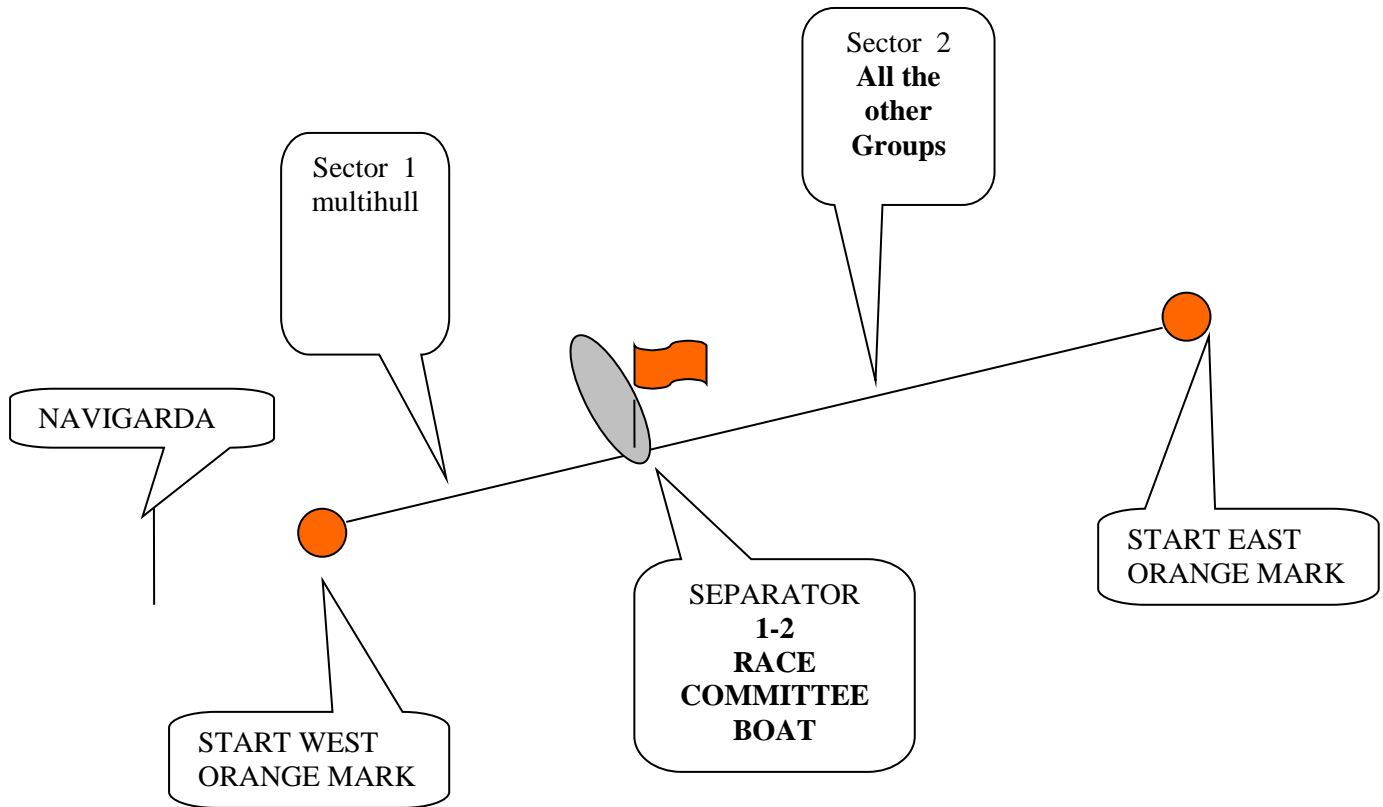 Sector 2
All the
other
Groups
Sector 1
multihull
NAVIGARDA
START EAST
ORANGE MARK
SEPARATOR
1-2
RACE
COMMITTEE
BOAT
START WEST
ORANGE MARK